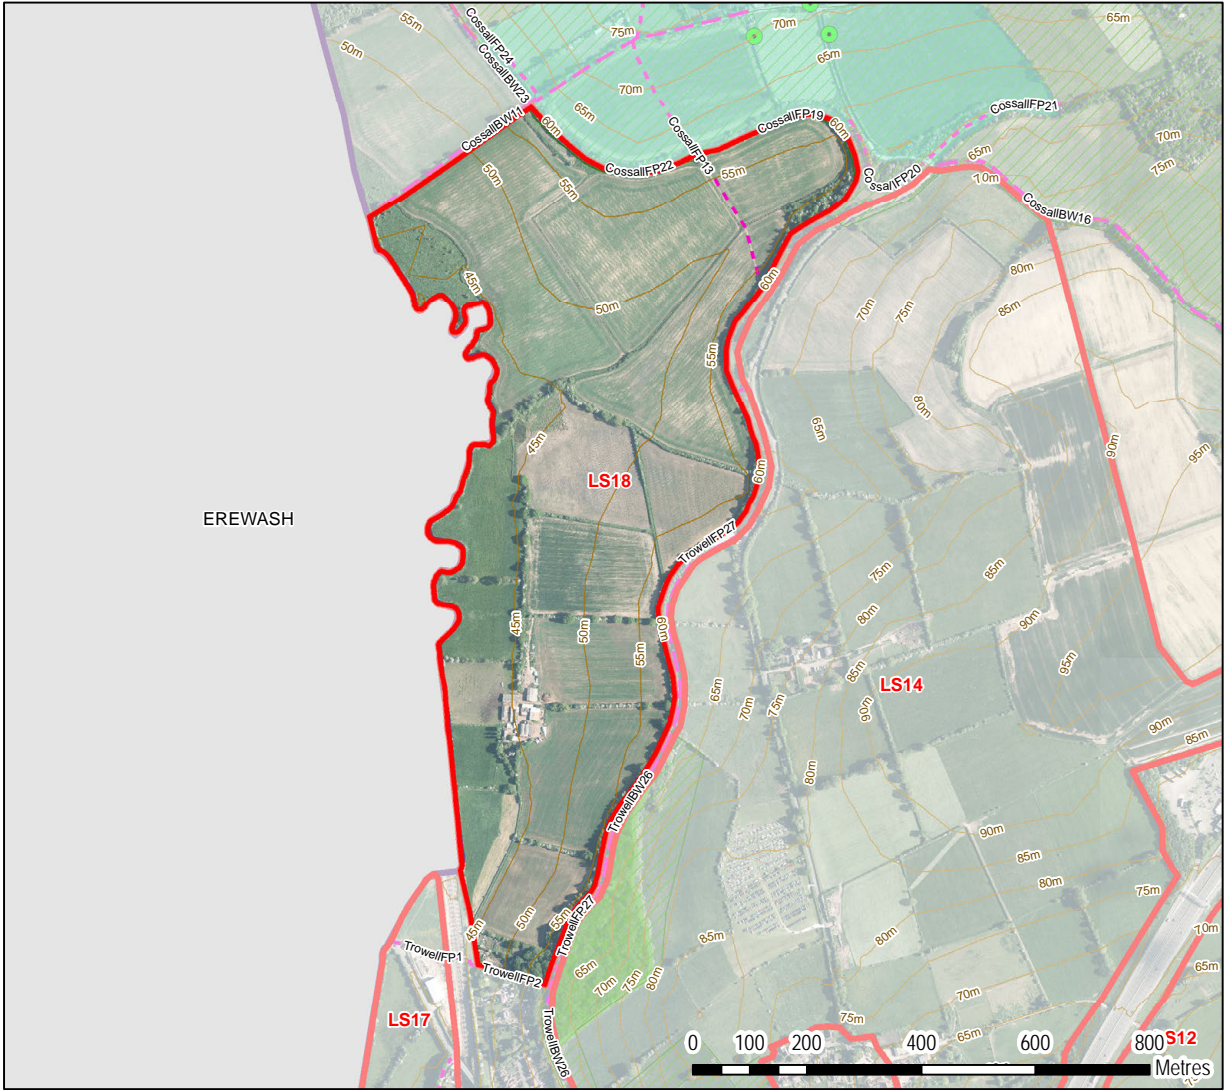 55m
50m
CossallFP24
CossallBW23
75m
70m
65m
65m
CossallBW11
65m
70m
60m
CossallFP13
CossallFP19
60m
CossallFP21
70m
75m
65m
70m
CossallFP22
55m
CossallFP20
CossallBW16
50m
55m
45m
50m
60m
55m
80m
85m
70m
75m
80m
65m
90m
95m
45m
LS18
60m
EREWASH
TrowellFP27
75m
85m
80m
90m
95m
45m
50m
55m
60m
65m
70m
75m
85m
90m
LS14
90m
85m
80m
TrowellBW26
90m
85m
80m
75m
45m
50m
55m
TrowellFP27
85m
80m
70m
65m
TrowellFP1
TrowellFP2
65m
70m
75m
80m
70m
75m
65m
LS17
TrowellBW26
S12
0 100 200 400 600 800
Metres